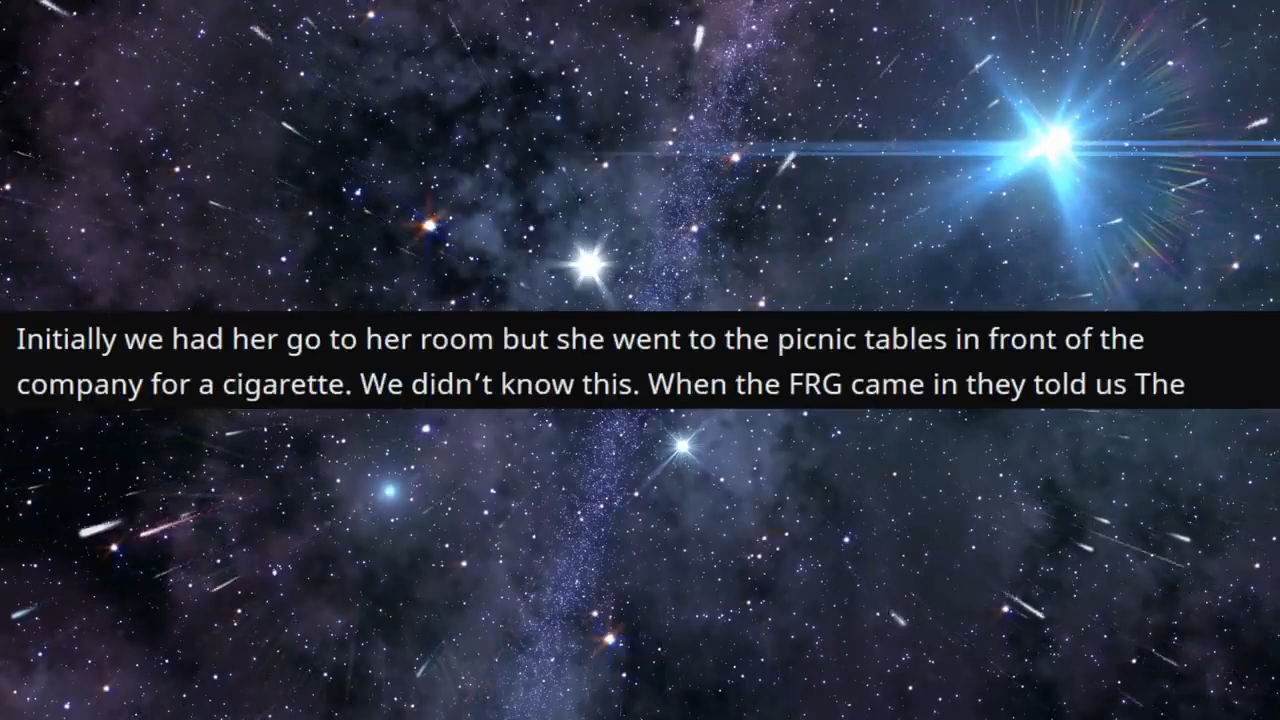 Initially we had her go to her room but she went to the picnic tables in front of the
company for a cigarette. We didn’t know this. When the FRG came in they told us The